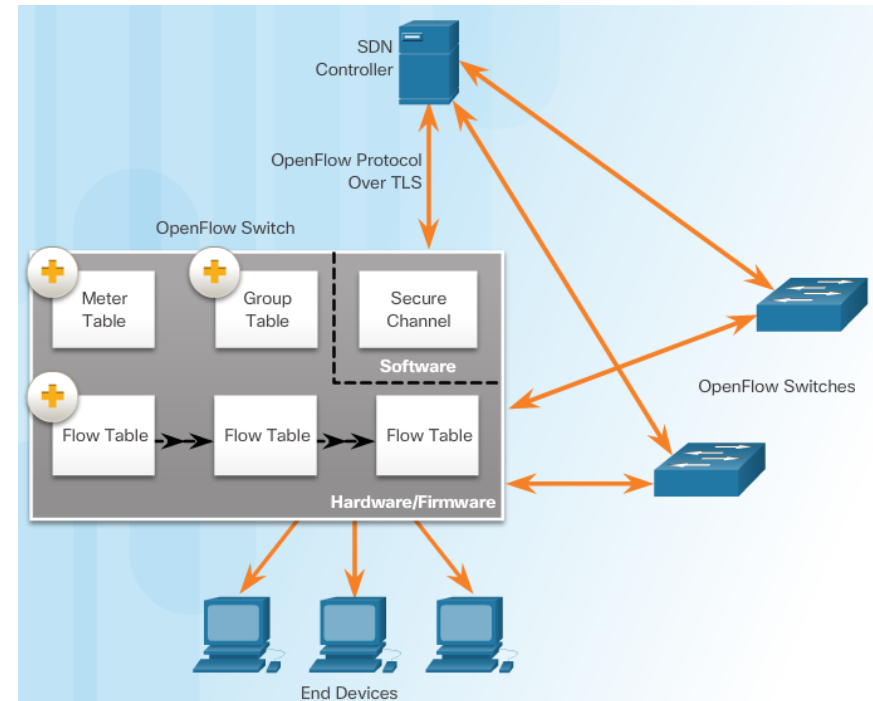 SDN
Controller
OpenFlow Protocol
Over TLS
OpenFlow Switch
Meter
Table
Group
Table
Secure
Channel
Software
OpenFlow Switches
Flow Table
Flow Table
Flow Table
Hardware/Firmware
End Devices